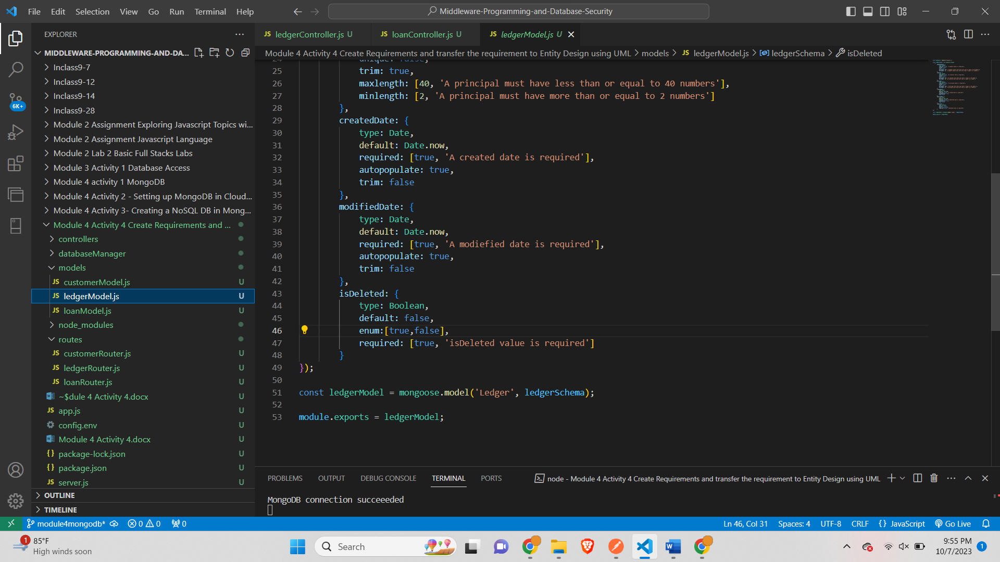 File Edit Selection View Go Run Terminal Help
Middleware-Programming-and-Database-Security
EXPLORER
MIDDLEWARE-PROGRAMMING-AND-DA...
Inclass9-7
Inclass9-12
Inclass9-14
Inclass9-28
Module 2 Assignment Exploring Javascript Topics wi...
Module 2 Assignment Javascript Language
Module 2 Lab 2 Basic Full Stacks Labs
Module 3 Activity 1 Database Access
Module 4 activity 1 MongoDB
Module 4 Activity 2 - Setting up MongoDB in Cloud...
Module 4 Activity 3- Creating a NoSQL DB in Mong...
Module 4 Activity 4 Create Requirements and ...
controllers
databaseManager
models
JS customerModel.js U
JS ledgerModel.js U
JS loanModel.js U
node_modules
routes
JS customerRouter.js U
JS ledgerRouter.js U
JS loanRouter.js U
~$dule 4 Activity 4.docx U
JS app.js U
config.env U
Module 4 Activity 4.docx U
{} package-lock.json U
{} package.json U
JS server.js U
OUTLINE
TIMELINE
6K+
JS ledgerController.js U JS loanController.js U JS ledgerModel.js U
Module 4 Activity 4 Create Requirements and transfer the requirement to Entity Design using UML > models > JS ledgerModel.js > ledgerSchema > isDeleted
24 unique: false,
25 trim: true,
26 maxlength: [40, 'A principal must have less than or equal to 40 numbers'],
27 minlength: [2, 'A principal must have more than or equal to 2 numbers']
28 },
29 createdDate: {
30 type: Date,
31 default: Date.now,
32 required: [true, 'A created date is required'],
33 autopopulate: true,
34 trim: false
35 },
36 modifiedDate: {
37 type: Date,
38 default: Date.now,
39 required: [true, 'A modiefied date is required'],
40 autopopulate: true,
41 trim: false
42 },
43 isDeleted: {
44 type: Boolean,
45 default: false,
46 enum:[true,false],
47 required: [true, 'isDeleted value is required']
48 }
49 });
50
51 const ledgerModel = mongoose.model('Ledger', ledgerSchema);
52
53 module.exports = ledgerModel;
PROBLEMS OUTPUT DEBUG CONSOLE TERMINAL PORTS
node - Module 4 Activity 4 Create Requirements and transfer the requirement to Entity Design using UML
MongoDB connection succeeeded
module4mongodb* 0 0 0
Ln 46, Col 31 Spaces: 4 UTF-8 CRLF {} JavaScript Go Live
1
85°F
High winds soon
Search
W
9:55 PM
10/7/2023
1